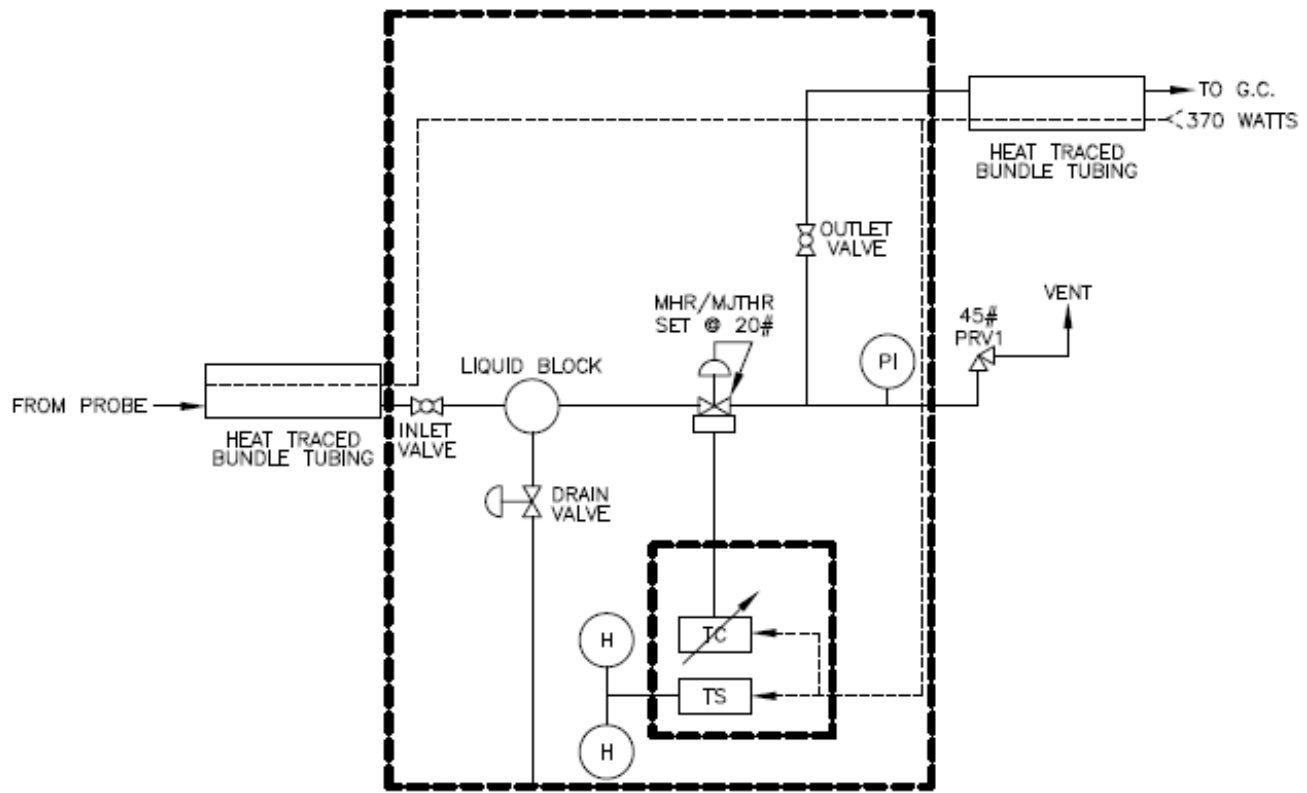 TO G.C.
370 WATTS
HEAT TRACED
BUNDLE TUBING
OUTLET
VALVE
MHR/MJTHR
SET @ 20#
VENT
45#
PRV1
PI
LIQUID BLOCK
FROM PROBE
INLET
VALVE
HEAT TRACED
BUNDLE TUBING
DRAIN
VALVE
TC
H
TS
H